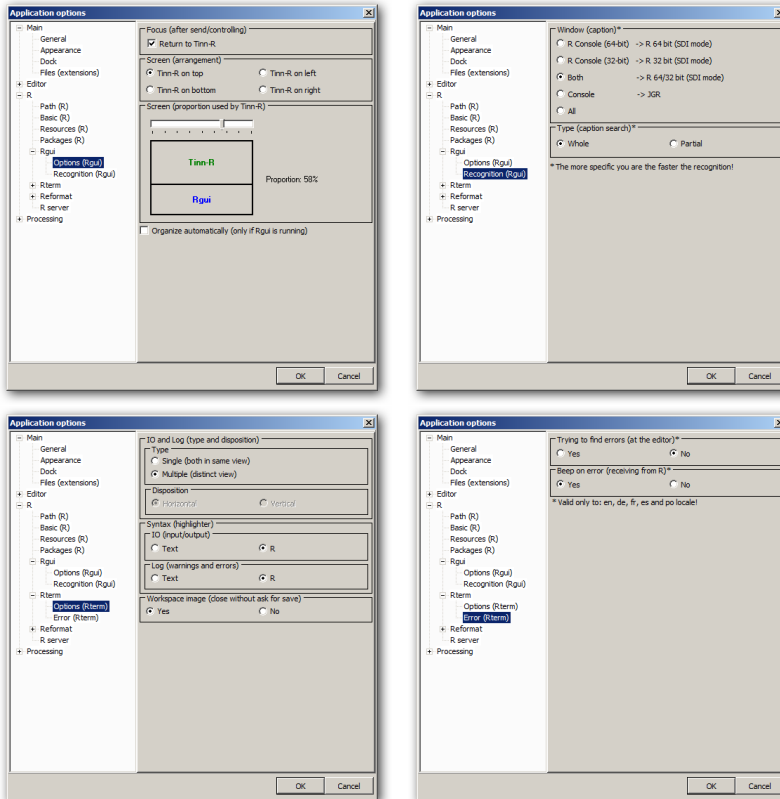 Application options
Main
General
Appearance
Dock
Files (extensions)
Editor
R
Path (R)
Basic (R)
Resources (R)
Packages (R)
Rgui
Options (Rgui)
Recognition (Rgui)
Rterm
Reformat
R server
Processing
Focus (after send/controlling)
Return to Tinn-R
Screen (arrangement)
Tinn-R on top Tinn-R on left
Tinn-R on bottom Tinn-R on right
Screen (proportion used by Tinn-R)
Tinn-R
Rgui
Proportion: 58%
Organize automatically (only if Rgui is running)
OK Cancel
Application options
Main
General
Appearance
Dock
Files (extensions)
Editor
R
Path (R)
Basic (R)
Resources (R)
Packages (R)
Rgui
Options (Rgui)
Recognition (Rgui)
Rterm
Reformat
R server
Processing
Window (caption)*
R Console (64-bit) -> R 64 bit (SDI mode)
R Console (32-bit) -> R 32 bit (SDI mode)
Both -> R 64/32 bit (SDI mode)
Console -> JGR
All
Type (caption search)*
Whole Partial
* The more specific you are the faster the recognition!
OK Cancel
Application options
Main
General
Appearance
Dock
Files (extensions)
Editor
R
Path (R)
Basic (R)
Resources (R)
Packages (R)
Rgui
Options (Rgui)
Recognition (Rgui)
Rterm
Options (Rterm)
Error (Rterm)
Reformat
R server
Processing
IO and Log (type and disposition)
Type
Single (both in same view)
Multiple (distinct view)
Disposition
Horizontal Vertical
Syntax (highlighter)
IO (input/output)
Text R
Log (warnings and errors)
Text R
Workspace image (close without ask for save)
Yes No
OK Cancel
Application options
Main
General
Appearance
Dock
Files (extensions)
Editor
R
Path (R)
Basic (R)
Resources (R)
Packages (R)
Rgui
Options (Rgui)
Recognition (Rgui)
Rterm
Options (Rterm)
Error (Rterm)
Reformat
R server
Processing
Trying to find errors (at the editor)*
Yes No
Beep on error (receiving from R)*
Yes No
* Valid only to: en, de, fr, es and po locale!
OK Cancel